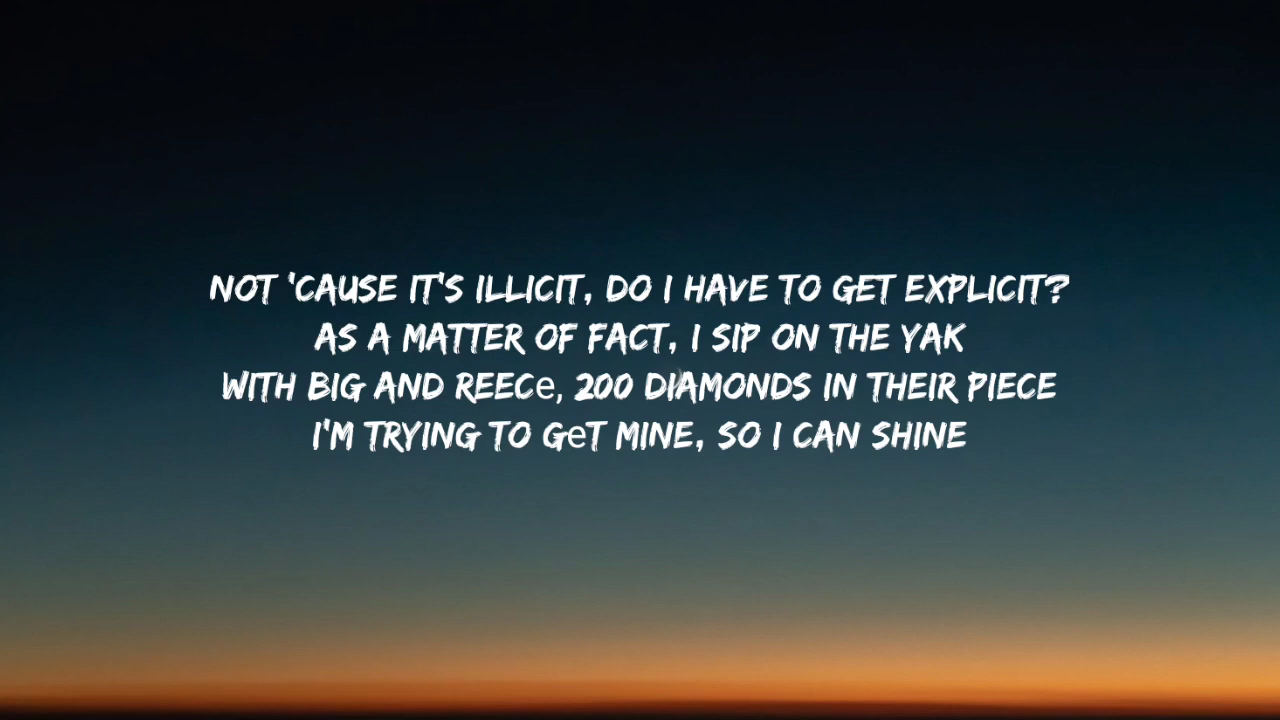 NOT 'CAUSE IT'S ILLICIT, DO I HAVE TO GET EXPLICIT?
AS A MATTER OF FACT, I SIP ON THE YAK
WITH BIG AND REECe, 200 DIAMONDS IN THEIR PIECE
I'M TRYING TO GeT MINE, SO I CAN SHINE